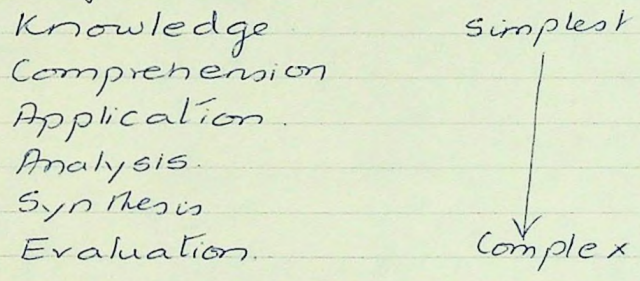 Knowledge Simplest
Comprehension
Application.
Analysis.
Synthesis
Evaluation. Complex